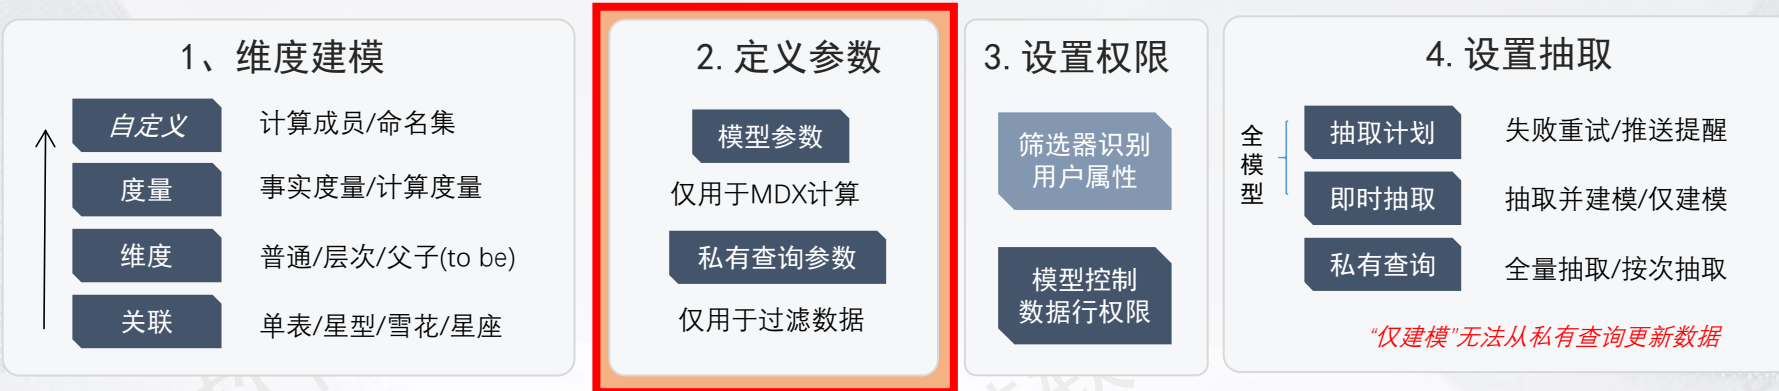 1、维度建模
自定义 计算成员/命名集
度量 事实度量/计算度量
维度 普通/层次/父子(to be)
关联 单表/星型/雪花/星座
2.定义参数
模型参数
仅用于MDX计算
私有查询参数
仅用于过滤数据
3.设置权限
筛选器识别
用户属性
模型控制
数据行权限
4.设置抽取
全模型
抽取计划 失败重试/推送提醒
即时抽取 抽取并建模/仅建模
私有查询 全量抽取/按次抽取
“仅建模”无法从私有查询更新数据